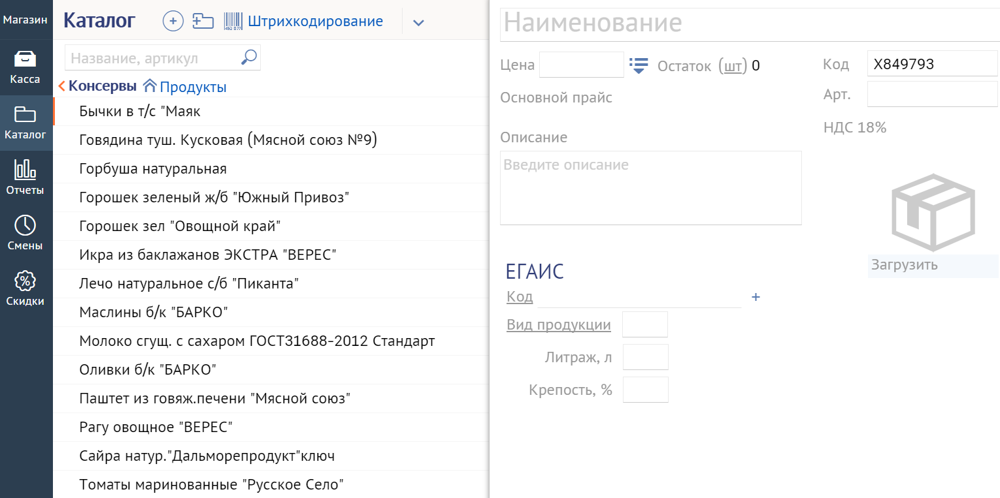 Магазин
Касса
Каталог
Отчеты
Смены
Скидки
Каталог
Штрихкодирование
Название, артикул
Консервы Продукты
Бычки в т/с "Маяк
Говядина туш. Кусковая (Мясной союз №9)
Горбуша натуральная
Горошек зеленый ж/б "Южный Привоз"
Горошек зел "Овощной край"
Икра из баклажанов ЭКСТРА "ВЕРЕС"
Лечо натуральное с/б "Пиканта"
Маслины б/к "БАРКО"
Молоко сгущ. с сахаром ГОСТ31688-2012 Стандарт
Оливки б/к "БАРКО"
Паштет из говяж.печени "Мясной союз"
Рагу овощное "ВЕРЕС"
Сайра натур."Дальморепродукт"ключ
Томаты маринованные "Русское Село"
Наименование
Цена Остаток (шт) 0 Код X849793
Основной прайс Арт.
НДС 18%
Описание
Введите описание
Загрузить
ЕГАИС
Код +
Вид продукции
Литраж, л
Крепость, %